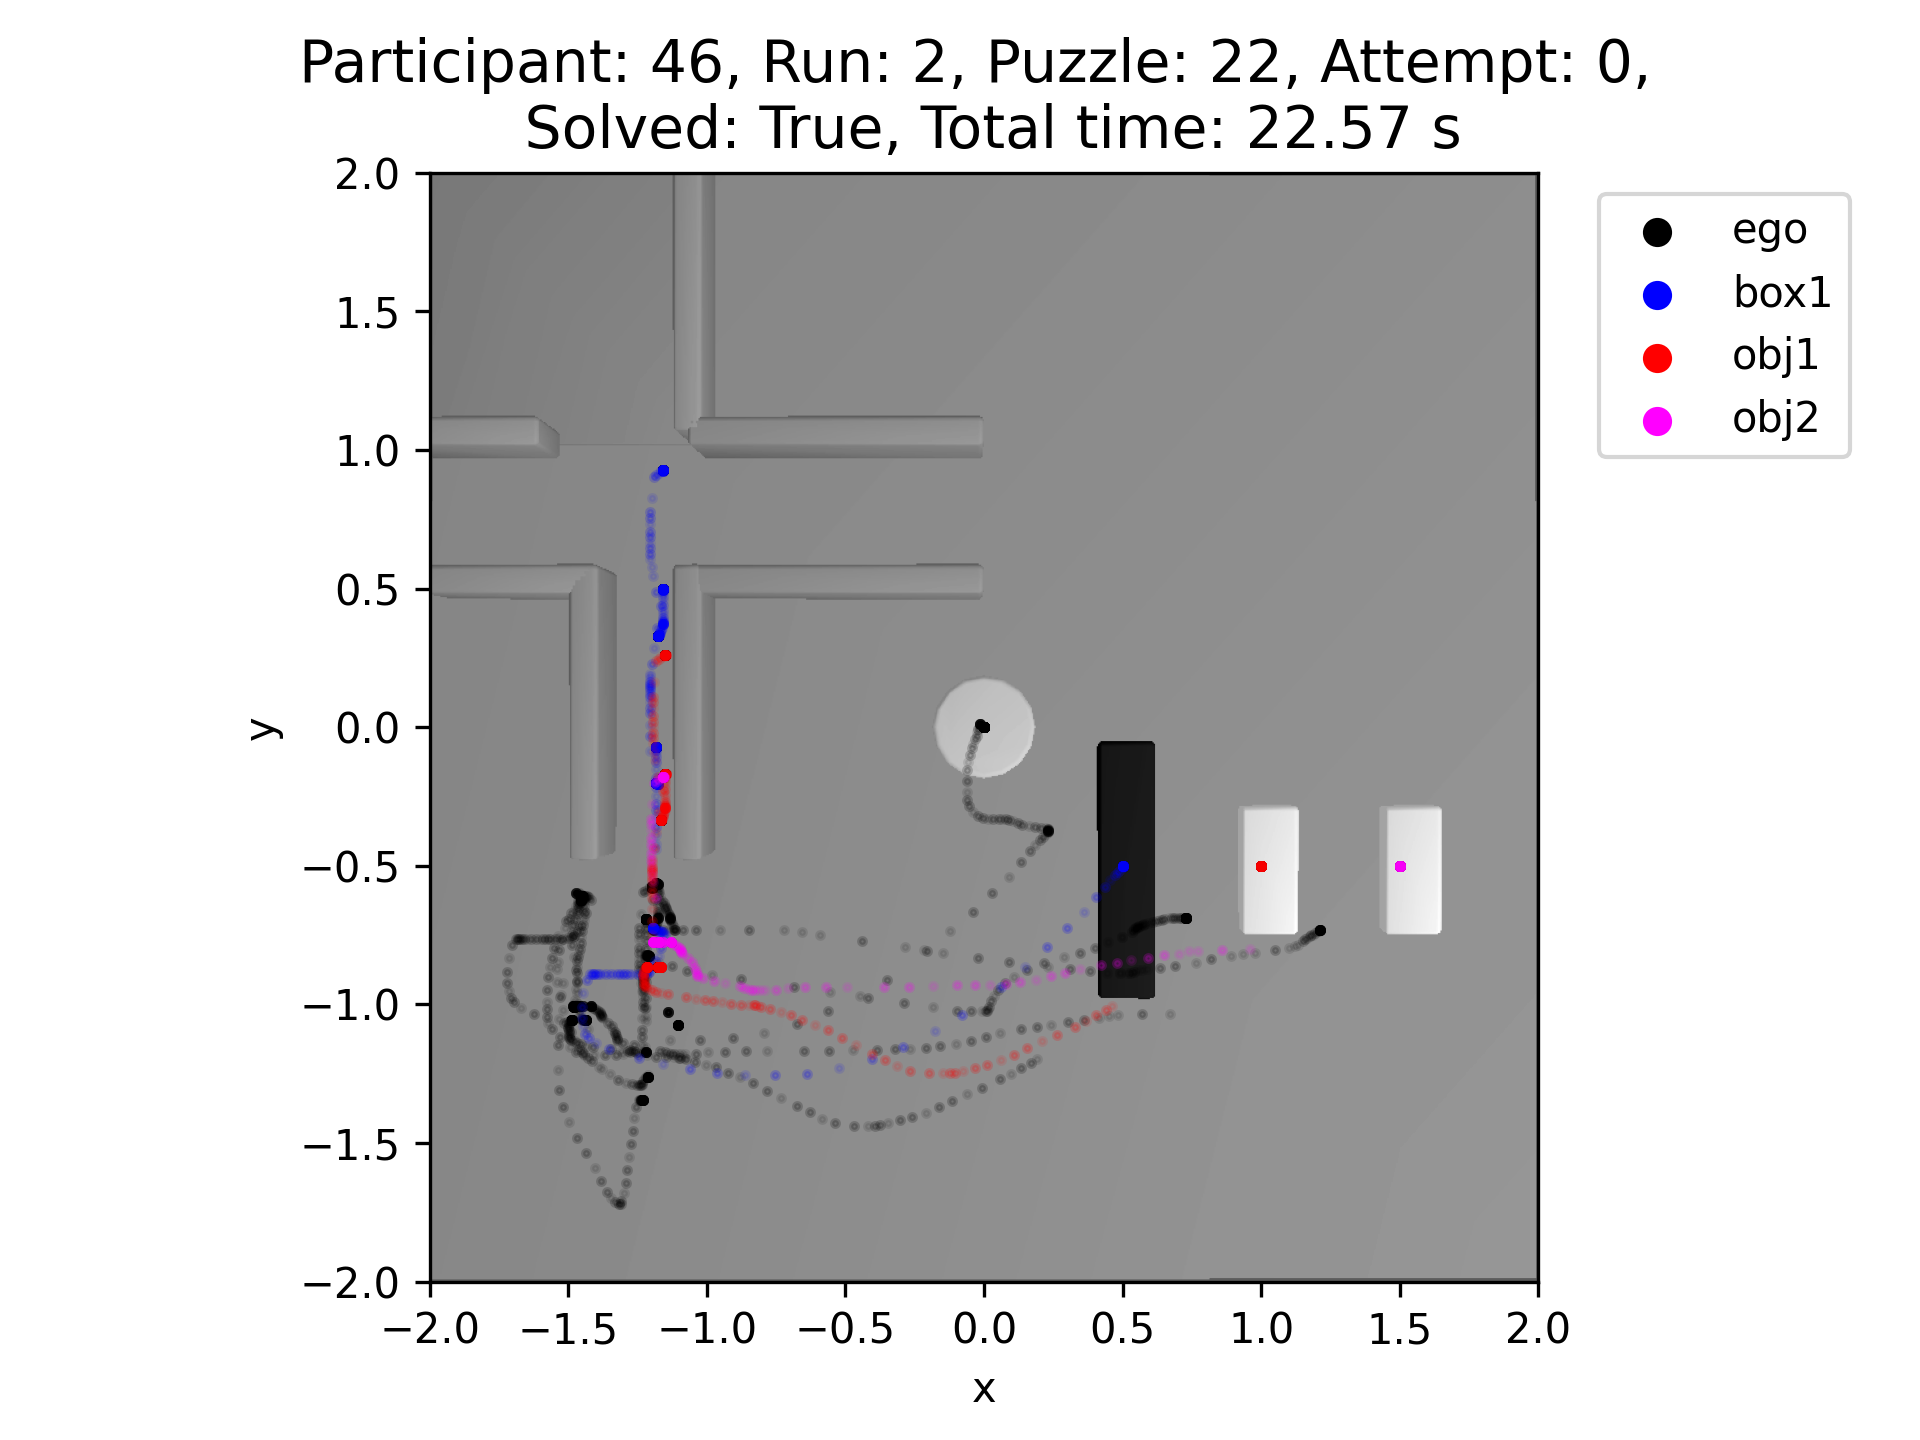 Participant: 46, Run: 2, Puzzle: 22, Attempt: 0,
Solved: True, Total time: 22.57 s
2.0
1.5
1.0
0.5
0.0
−0.5
−1.0
−1.5
−2.0
y
−2.0 −1.5 −1.0 −0.5 0.0 0.5 1.0 1.5 2.0
x
ego
box1
obj1
obj2